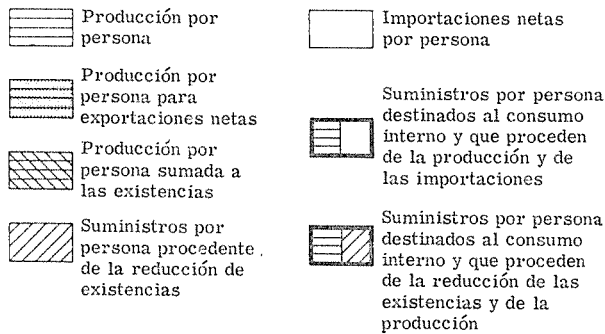 Producción por
persona
Producción por
persona para
exportaciones netas
Producción por
persona sumada a
las existencias
Suministros por
persona procedente
de la reducción de
existencias
Importaciones netas
por persona
Suministros por persona
destinados al consumo
interno y que proceden
de la producción y de
las importaciones
Suministros por persona
destinados al consumo
interno y que proceden
de la reducción de las
existencias y de la
producción